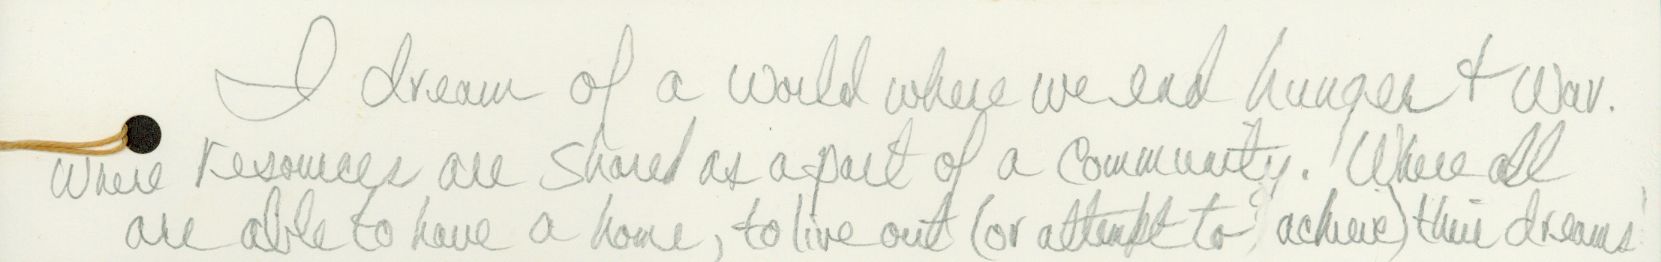 I dream of a world where we end hunger & war.
where resources are shared as a part of a community. Where all
are able to have a home, to live out (or attempt to achieve) their dreams